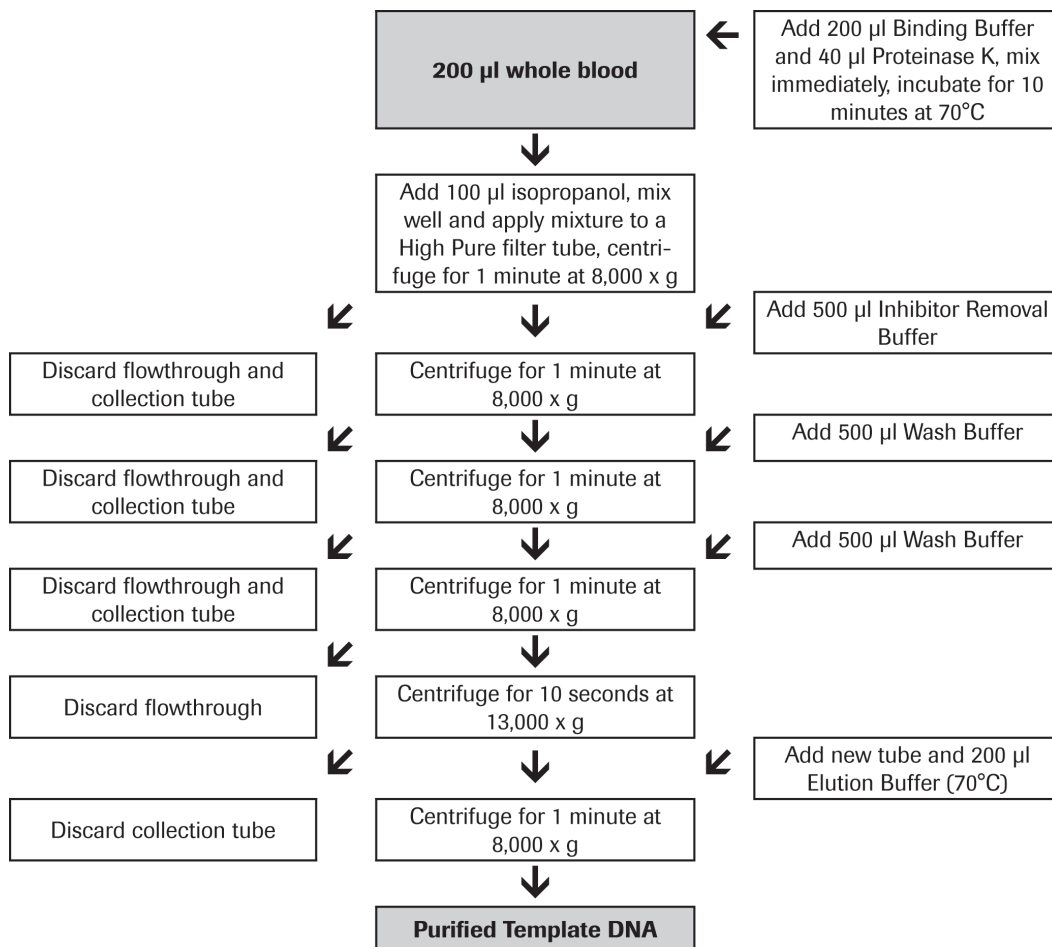 200 µl whole blood
Add 200 µl Binding Buffer
and 40 µl Proteinase K, mix
immediately, incubate for 10
minutes at 70°C
Add 100 µl isopropanol, mix
well and apply mixture to a
High Pure filter tube, centri-
fuge for 1 minute at 8,000 x g
Add 500 µl Inhibitor Removal
Buffer
Discard flowthrough and
collection tube
Centrifuge for 1 minute at
8,000 x g
Add 500 µl Wash Buffer
Discard flowthrough and
collection tube
Centrifuge for 1 minute at
8,000 x g
Add 500 µl Wash Buffer
Discard flowthrough and
collection tube
Centrifuge for 1 minute at
8,000 x g
Discard flowthrough
Centrifuge for 10 seconds at
13,000 x g
Add new tube and 200 µl
Elution Buffer (70°C)
Discard collection tube
Centrifuge for 1 minute at
8,000 x g
Purified Template DNA